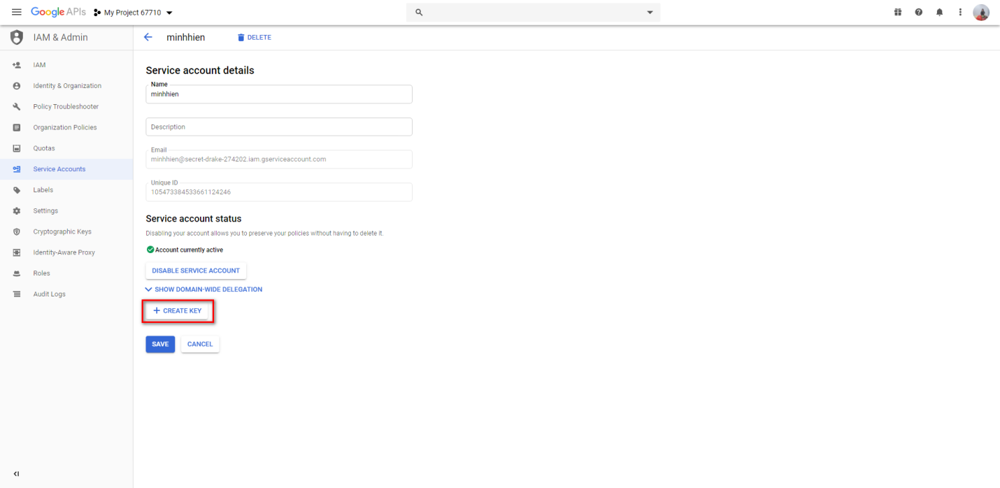 Google APIs My Project 67710
IAM & Admin
minhhien
DELETE
IAM
Identity & Organization
Policy Troubleshooter
Organization Policies
Quotas
Service Accounts
Labels
Settings
Cryptographic Keys
Identity-Aware Proxy
Roles
Audit Logs
Service account details
Name
minhhien
Description
Email
minhhien@secret-drake-274202.iam.gserviceaccount.com
Unique ID
105473384533661124246
Service account status
Disabling your account allows you to preserve your policies without having to delete it.
Account currently active
DISABLE SERVICE ACCOUNT
SHOW DOMAIN-WIDE DELEGATION
+ CREATE KEY
SAVE CANCEL